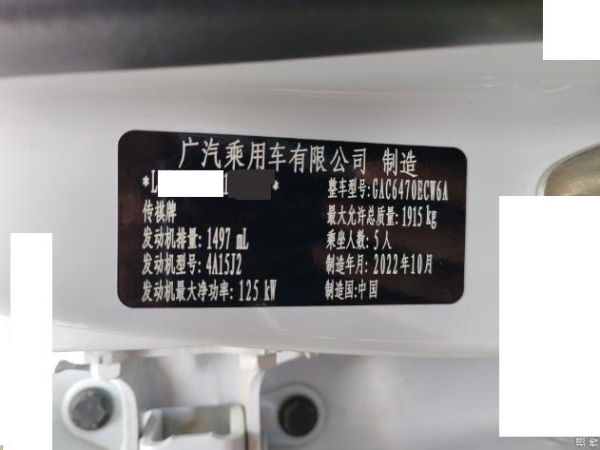 广汽乘用车有限公司 制造
*L 1 *
整车型号:GAC6470ECW6A
传祺牌
最大允许总质量:1915 kg
发动机排量:1497 mL
乘坐人数:5人
发动机型号:4A15J2
制造年月:2022年10月
发动机最大净功率:125 kW
制造国:中国